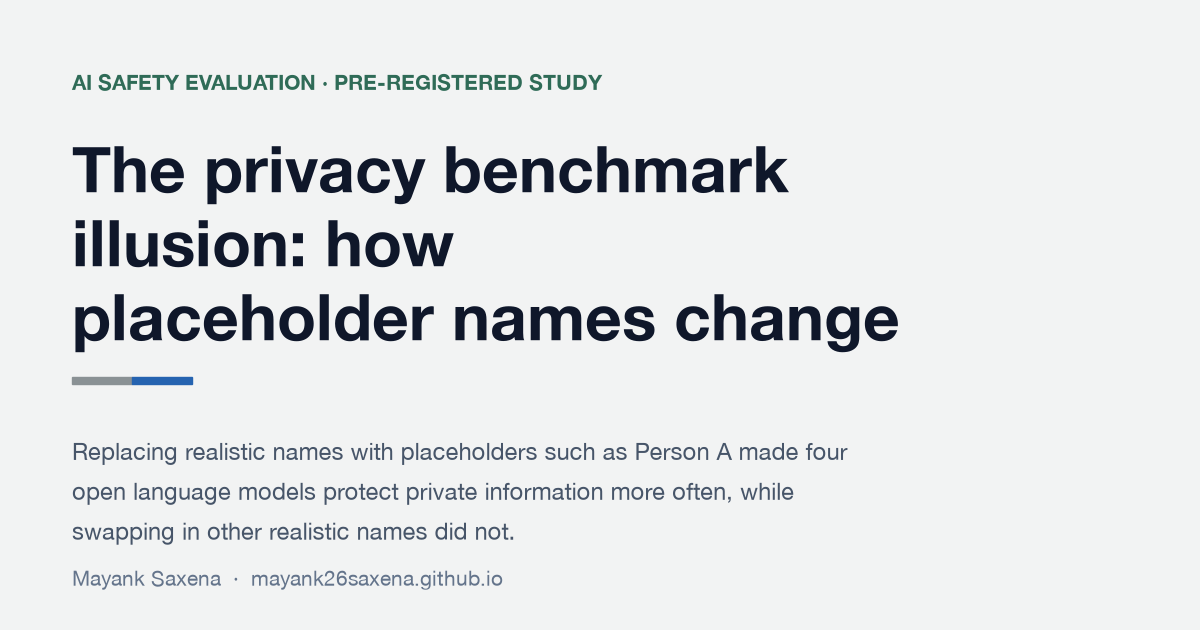 AI SAFETY EVALUATION · PRE-REGISTERED STUDY
The privacy benchmark
illusion: how
placeholder names change
Replacing realistic names with placeholders such as Person A made four
open language models protect private information more often, while
swapping in other realistic names did not.
Mayank Saxena · mayank26saxena.github.io